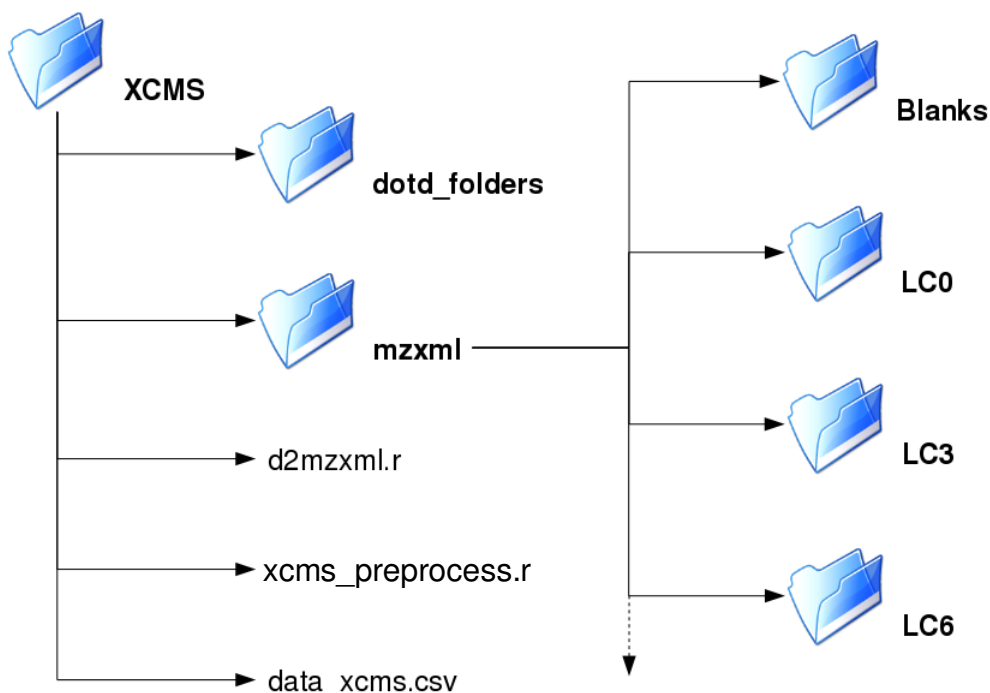 XCMS
dotd_folders
mzxml
d2mzxml.r
xcms_preprocess.r
data_xcms.csv
Blanks
LC0
LC3
LC6